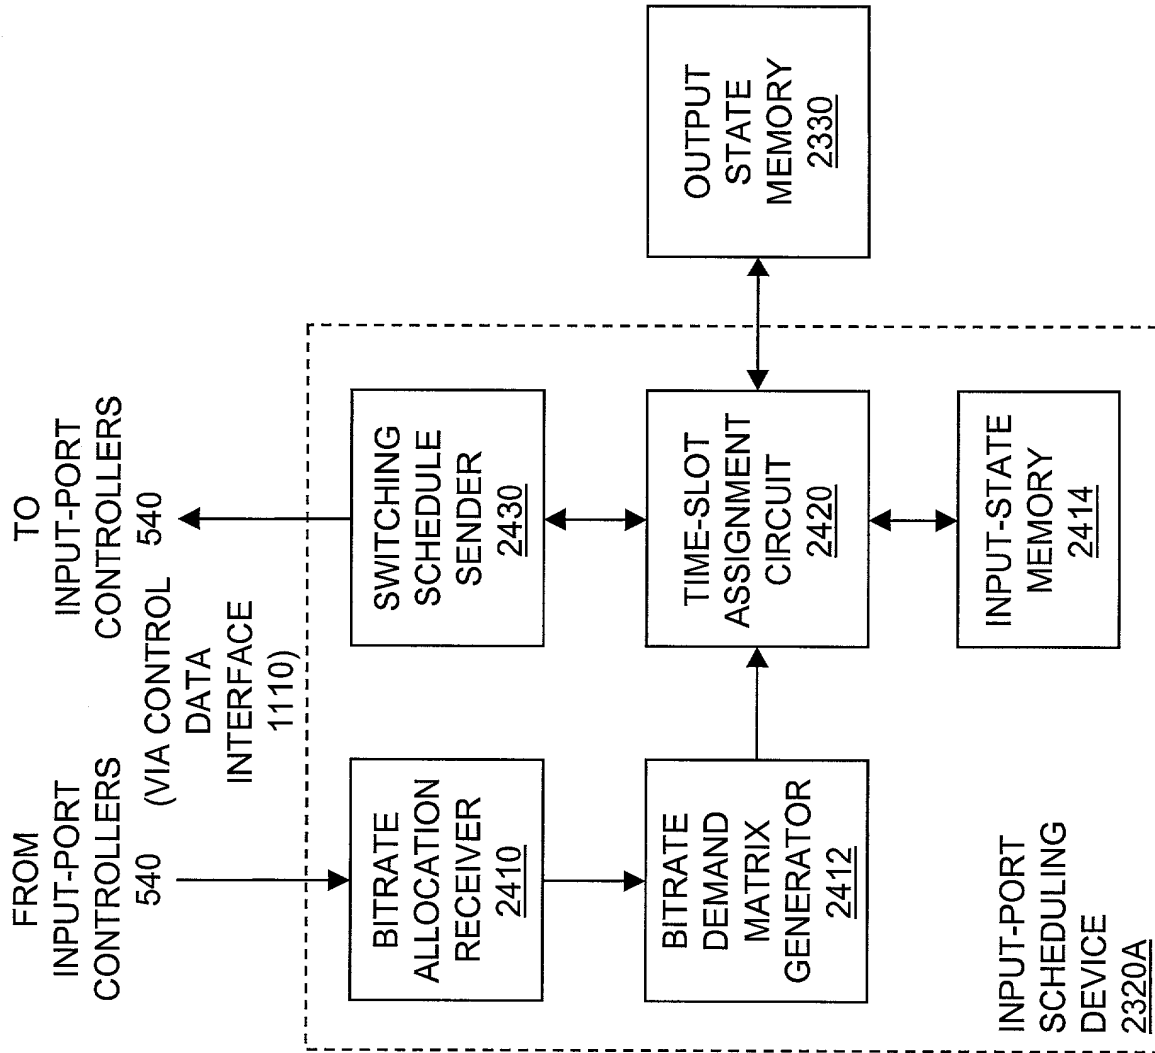 FROM
INPUT-PORT
CONTROLLERS
540
(VIA CONTROL
DATA
INTERFACE
1110)
TO
INPUT-PORT
CONTROLLERS
540
BITRATE
ALLOCATION
RECEIVER
2410
SWITCHING
SCHEDULE
SENDER
2430
BITRATE
DEMAND
MATRIX
GENERATOR
2412
TIME-SLOT
ASSIGNMENT
CIRCUIT
2420
OUTPUT
STATE
MEMORY
2330
INPUT-STATE
MEMORY
2414
INPUT-PORT
SCHEDULING
DEVICE
2320A